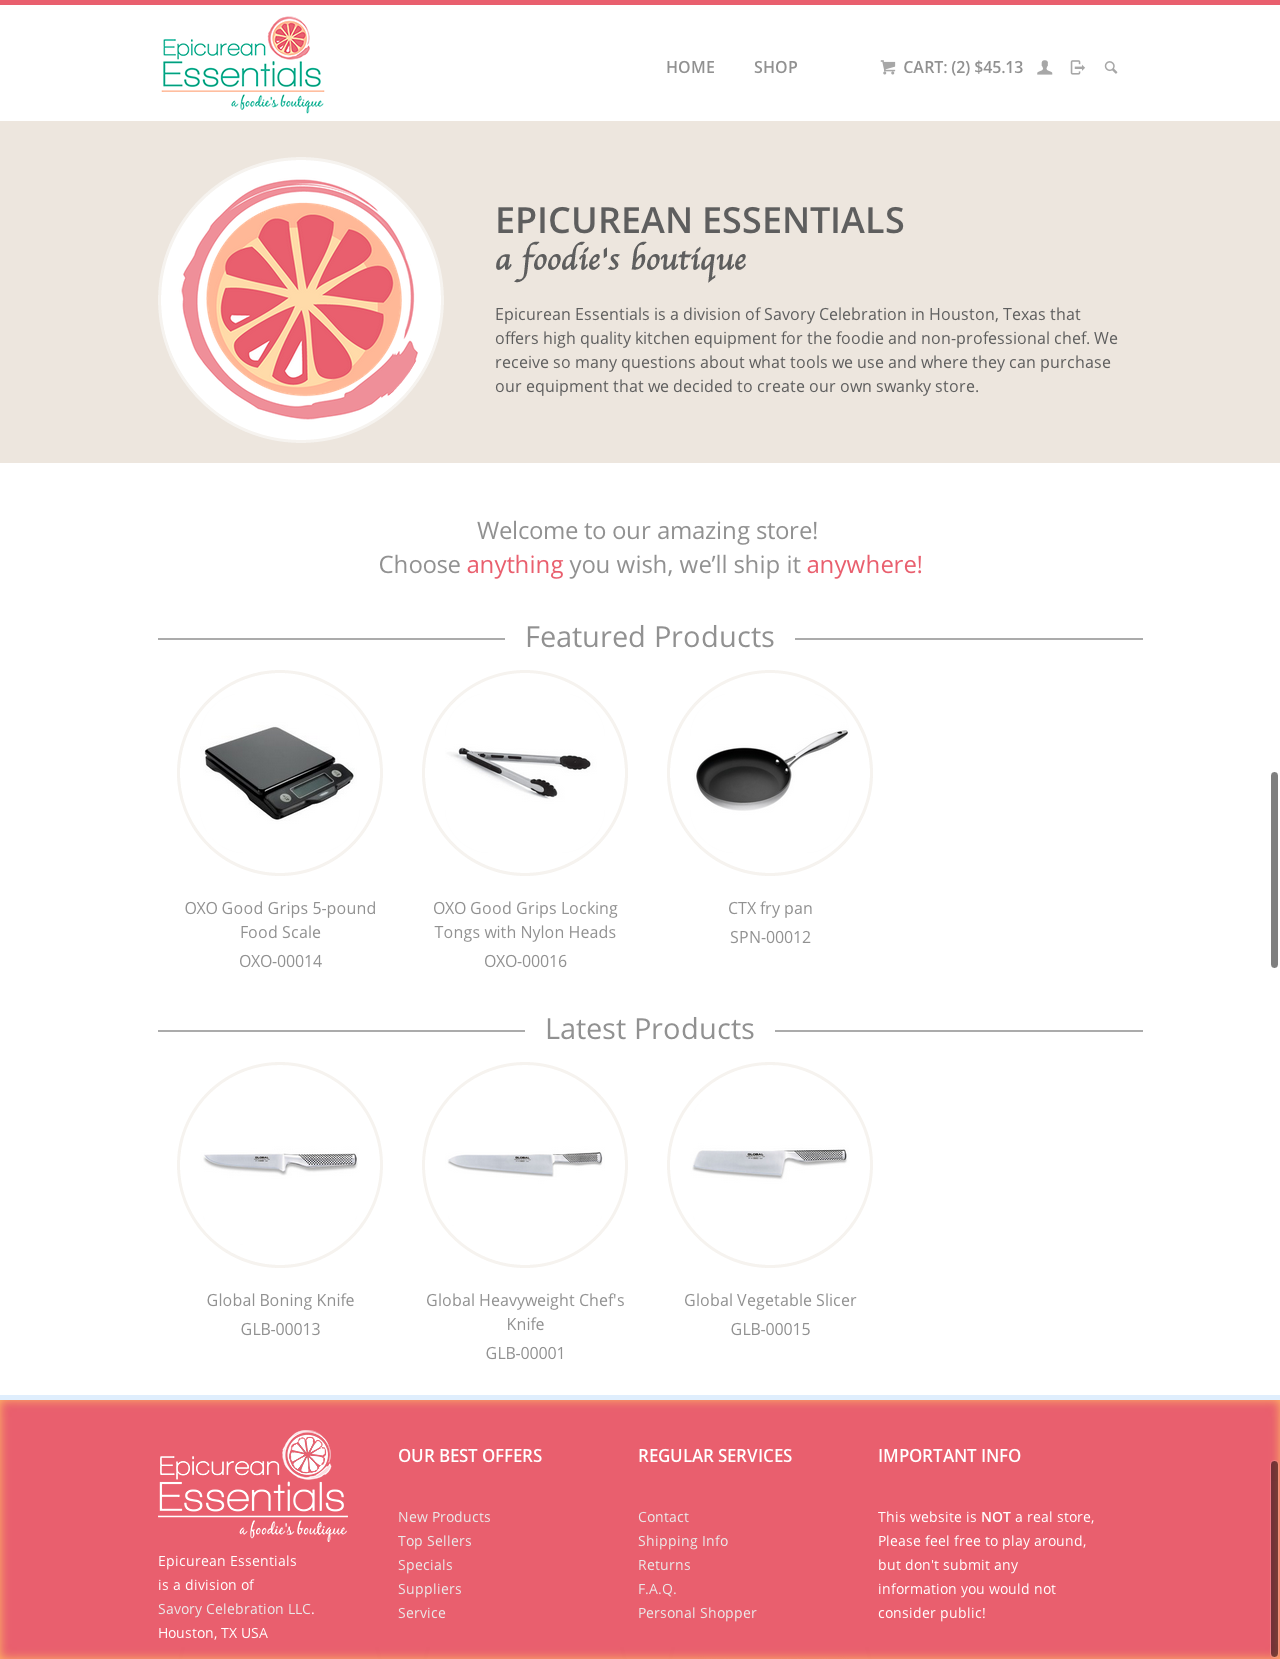 Epicurean
Essentials
a foodie's boutique
HOME SHOP CART: (2) $45.13
EPICUREAN ESSENTIALS
a foodie's boutique
Epicurean Essentials is a division of Savory Celebration in Houston, Texas that
offers high quality kitchen equipment for the foodie and non-professional chef. We
receive so many questions about what tools we use and where they can purchase
our equipment that we decided to create our own swanky store.
Welcome to our amazing store!
Choose anything you wish, we’ll ship it anywhere!
Featured Products
OXO Good Grips 5-pound
Food Scale
OXO-00014
OXO Good Grips Locking
Tongs with Nylon Heads
OXO-00016
CTX fry pan
SPN-00012
Latest Products
GLOBAL
GLOBAL
GLOBAL
Global Boning Knife
GLB-00013
Global Heavyweight Chef's
Knife
GLB-00001
Global Vegetable Slicer
GLB-00015
Epicurean
Essentials
a foodie's boutique
Epicurean Essentials
is a division of
Savory Celebration LLC.
Houston, TX USA
OUR BEST OFFERS
New Products
Top Sellers
Specials
Suppliers
Service
REGULAR SERVICES
Contact
Shipping Info
Returns
F.A.Q.
Personal Shopper
IMPORTANT INFO
This website is NOT a real store,
Please feel free to play around,
but don't submit any
information you would not
consider public!